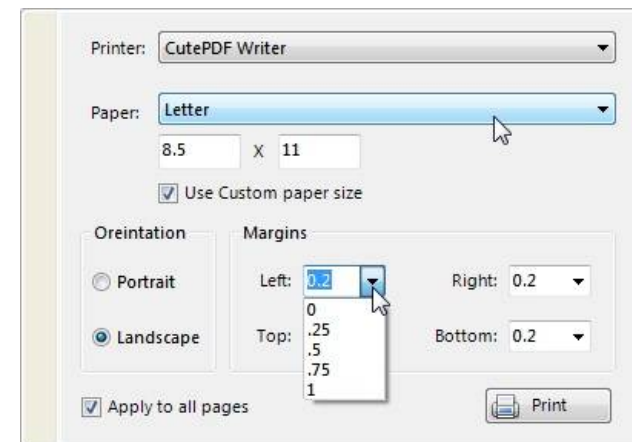 Printer: CutePDF Writer
Paper: Letter
8.5 X 11
Use Custom paper size
Oreintation Margins
Portrait Left: 0.2 Right: 0.2
0
.25
Landscape Top: .5 Bottom: 0.2
.75
1
Apply to all pages Print